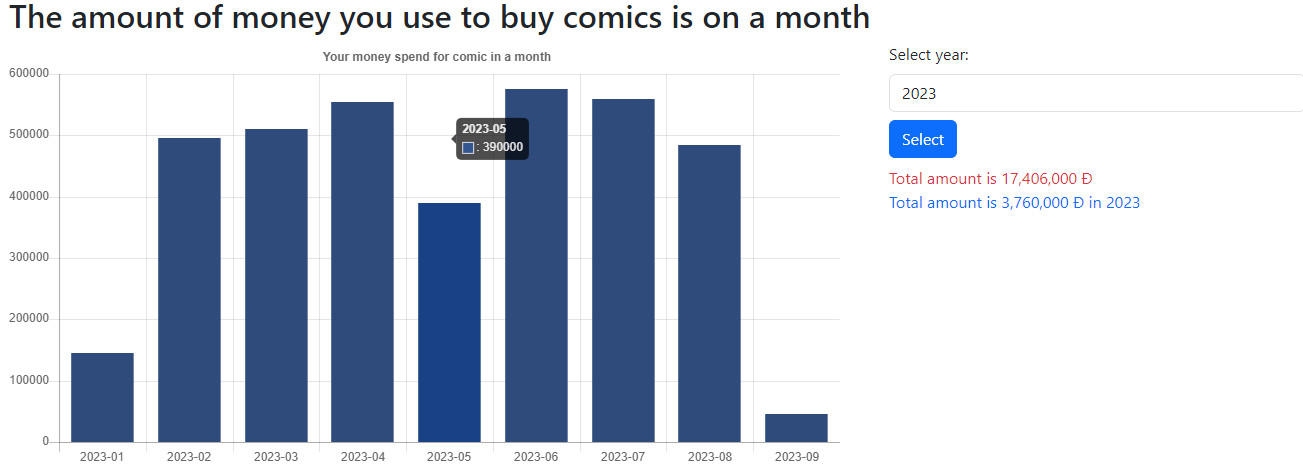 The amount of money you use to buy comics is on a month
Your money spend for comic in a month
600000
500000
400000
300000
200000
100000
0
2023-05
: 390000
2023-01 2023-02 2023-03 2023-04 2023-05 2023-06 2023-07 2023-08 2023-09
Select year:
2023
Select
Total amount is 17,406,000 Đ
Total amount is 3,760,000 Đ in 2023